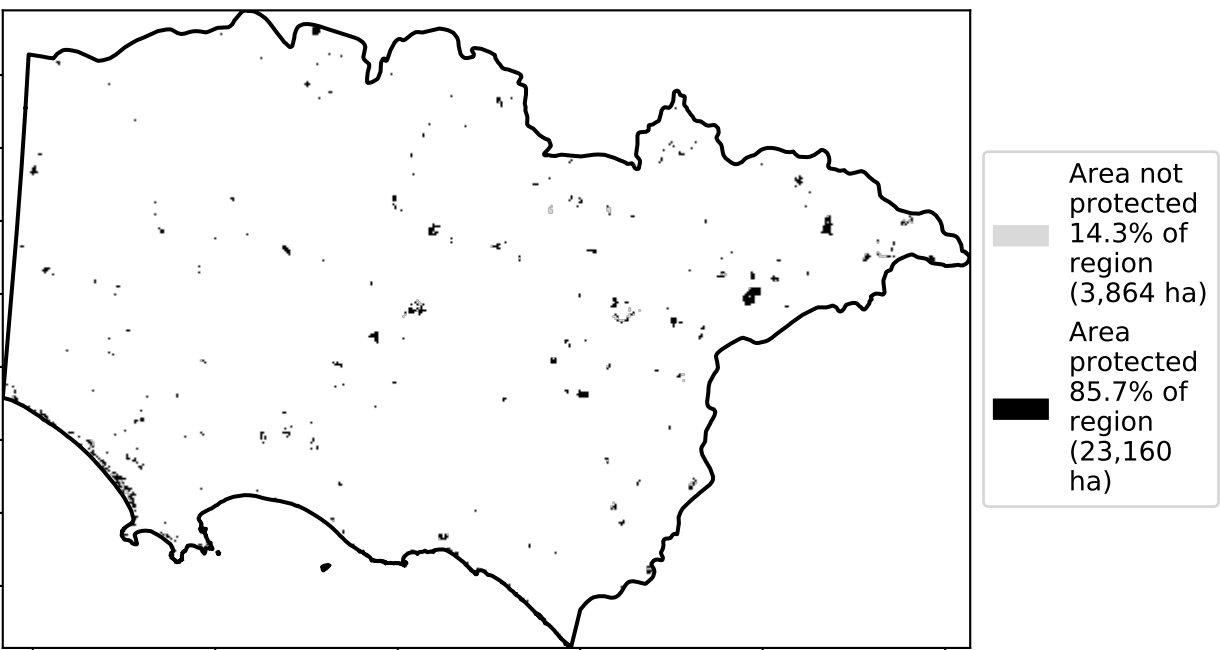 Area not
protected
14.3% of
region
(3,864 ha)
Area
protected
85.7% of
region
(23,160
ha)